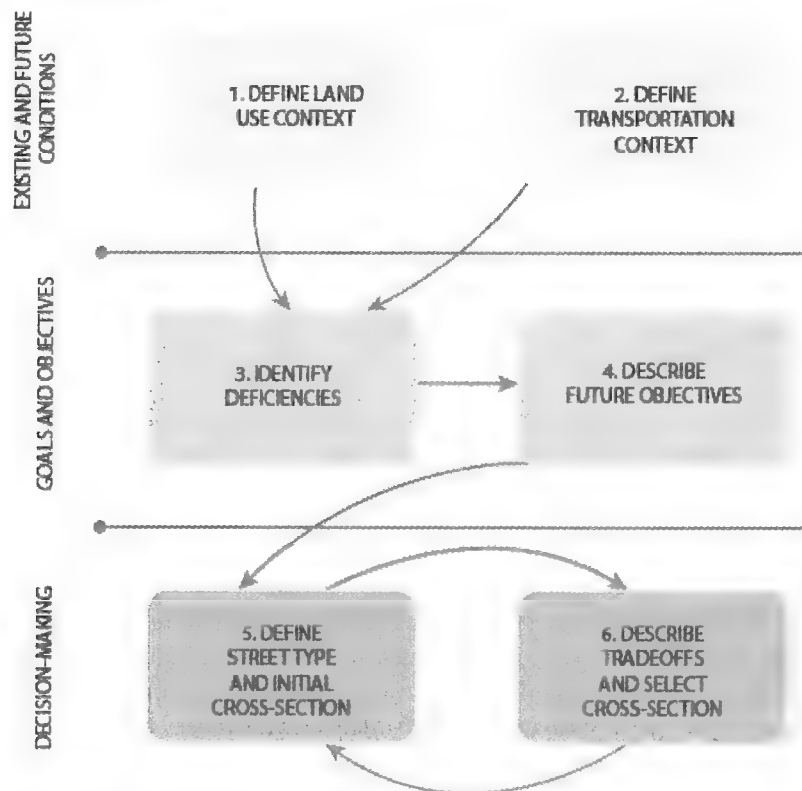 EXISTING AND FUTURE
CONDITIONS
1. DEFINE LAND
USE CONTEXT
2. DEFINE
TRANSPORTATION
CONTEXT
GOALS AND OBJECTIVES
3. IDENTIFY
DEFICIENCIES
4. DESCRIBE
FUTURE OBJECTIVES
DECISION-MAKING
5. DEFINE
STREET TYPE
AND INITIAL
CROSS-SECTION
6. DESCRIBE
TRADEOFFS
AND SELECT
CROSS-SECTION